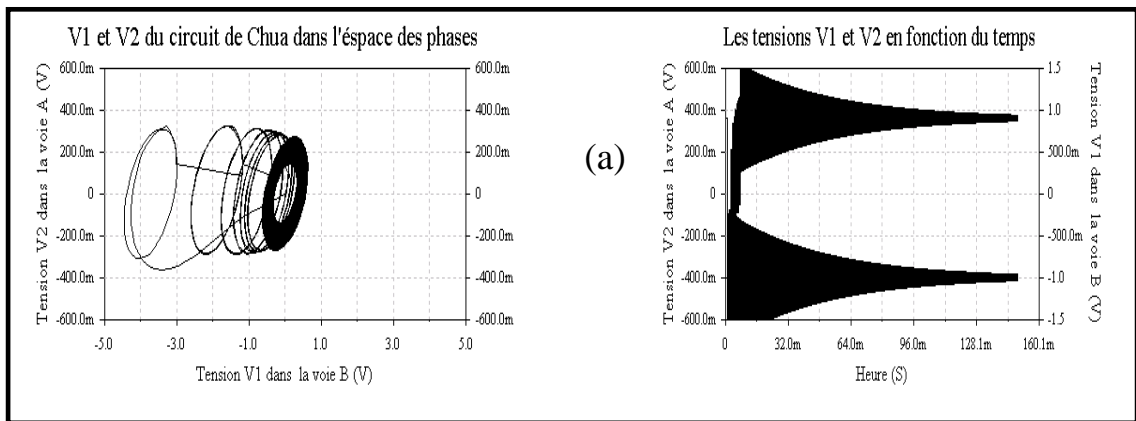 V1 et V2 du circuit de Chua dans l'éspace des phases
Tension V2 dans la voie A (V)
600.0m
400.0m
200.0m
0
-200.0m
-400.0m
-600.0m
600.0m
400.0m
200.0m
0
-200.0m
-400.0m
-600.0m
-5.0 -3.0 -1.0 1.0 3.0 5.0
Tension V1 dans la voie B (V)
(a)
Les tensions V1 et V2 en fonction du temps
Tension V2 dans la voie A (V)
600.0m
400.0m
200.0m
0
-200.0m
-400.0m
-600.0m
1.5
1.0
500.0m
0
-500.0m
-1.0
-1.5
Tension V1 dans la voie B (V)
0 32.0m 64.0m 96.0m 128.1m 160.1m
Heure (S)